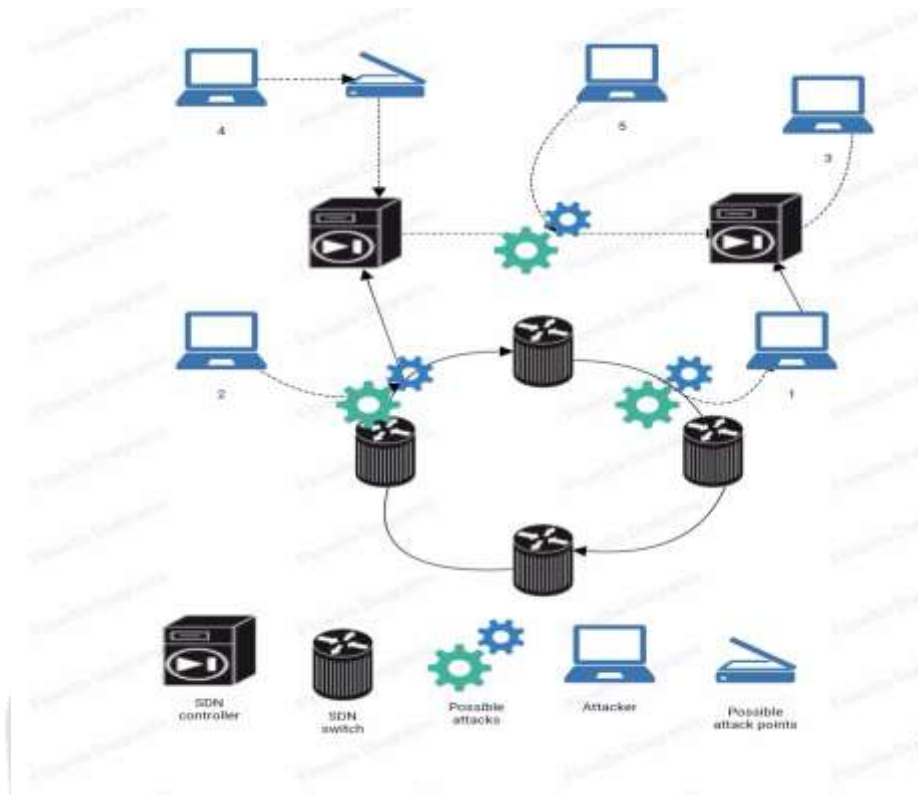 4
5
3
2
1
SDN
controller
SDN
switch
Possible
attacks
Attacker
Possible
attack points